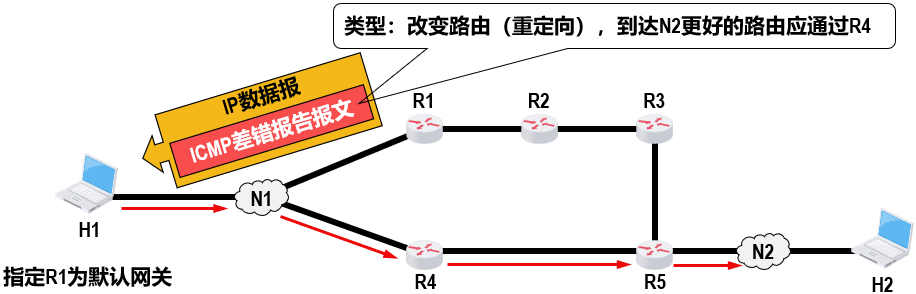 类型：改变路由（重定向），到达N2更好的路由应通过R4
IP数据报
ICMP差错报告报文
R1
R2
R3
N1
H1
N2
R4
R5
H2
指定R1为默认网关